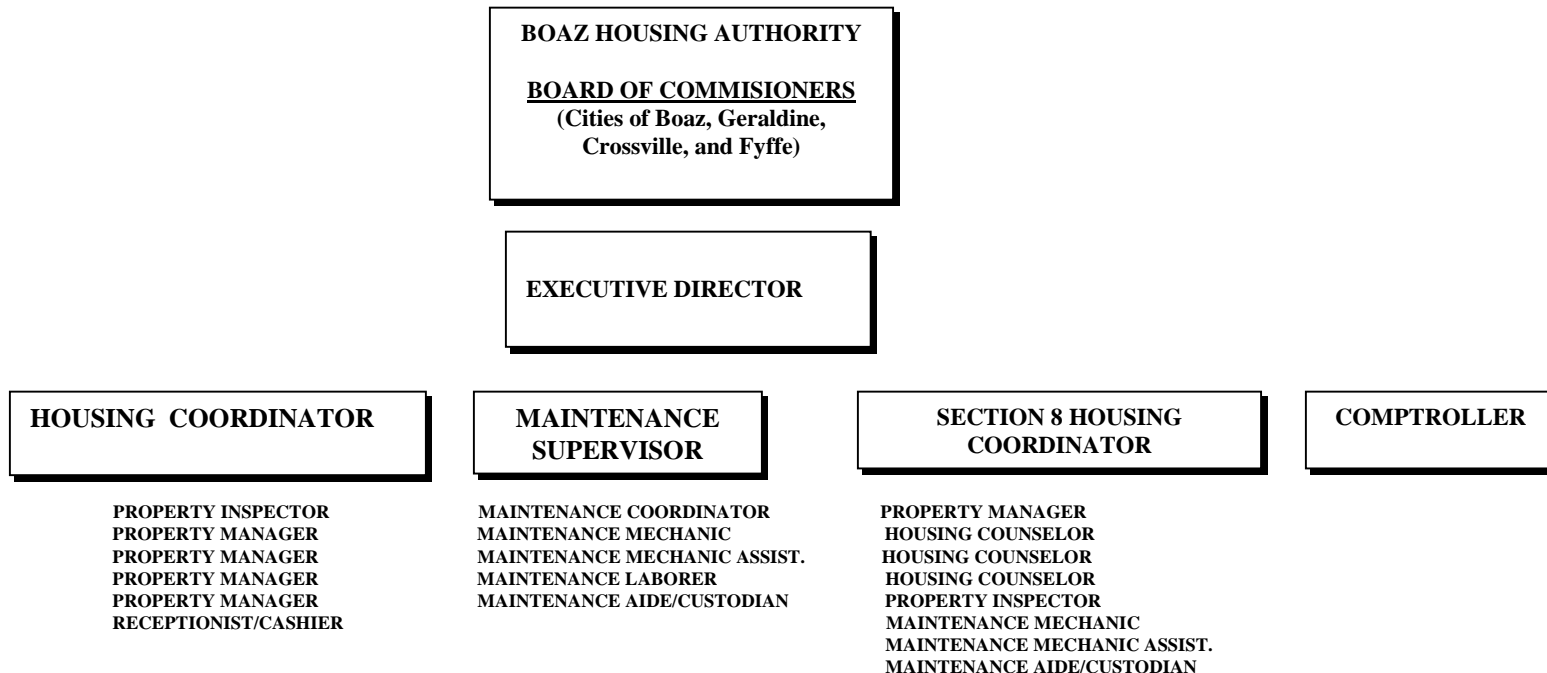 BOAZ HOUSING AUTHORITY
BOARD OF COMMISIONERS
(Cities of Boaz, Geraldine,
Crossville, and Fyffe)
EXECUTIVE DIRECTOR
HOUSING COORDINATOR
MAINTENANCE
SUPERVISOR
SECTION 8 HOUSING
COORDINATOR
COMPTROLLER
PROPERTY INSPECTOR
PROPERTY MANAGER
PROPERTY MANAGER
PROPERTY MANAGER
PROPERTY MANAGER
RECEPTIONIST/CASHIER
MAINTENANCE COORDINATOR
MAINTENANCE MECHANIC
MAINTENANCE MECHANIC ASSIST.
MAINTENANCE LABORER
MAINTENANCE AIDE/CUSTODIAN
PROPERTY MANAGER
HOUSING COUNSELOR
HOUSING COUNSELOR
HOUSING COUNSELOR
PROPERTY INSPECTOR
MAINTENANCE MECHANIC
MAINTENANCE MECHANIC ASSIST.
MAINTENANCE AIDE/CUSTODIAN